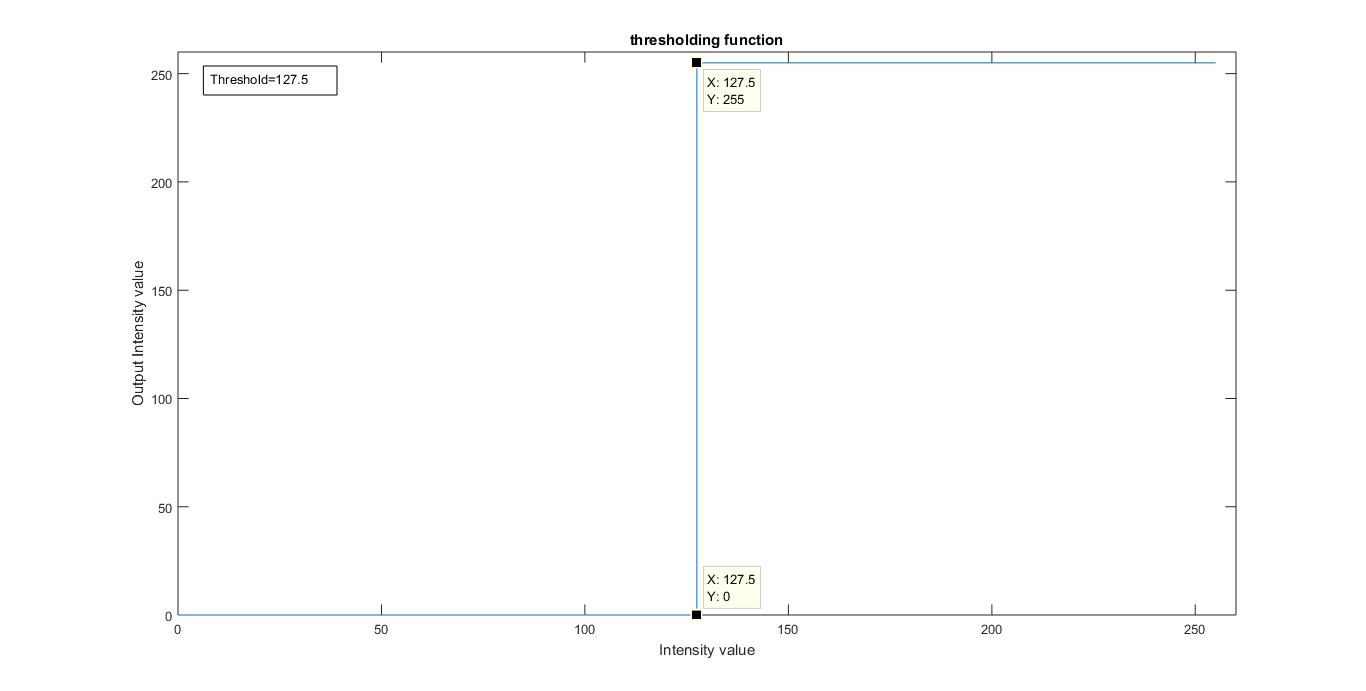 thresholding function
Threshold=127.5
X: 127.5
Y: 255
X: 127.5
Y: 0
Output Intensity value
250
200
150
100
50
0
0 50 100 150 200 250
Intensity value